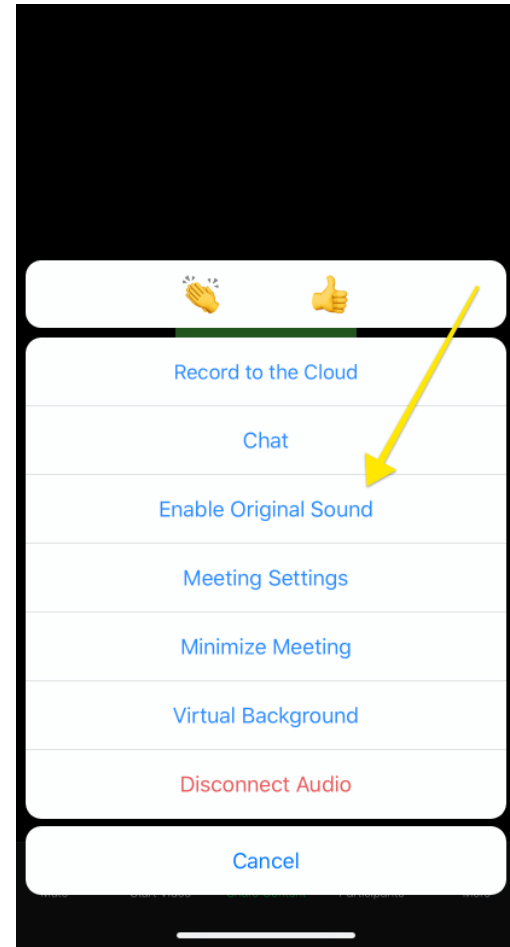 Record to the Cloud
Chat
Enable Original Sound
Meeting Settings
Minimize Meeting
Virtual Background
Disconnect Audio
Cancel